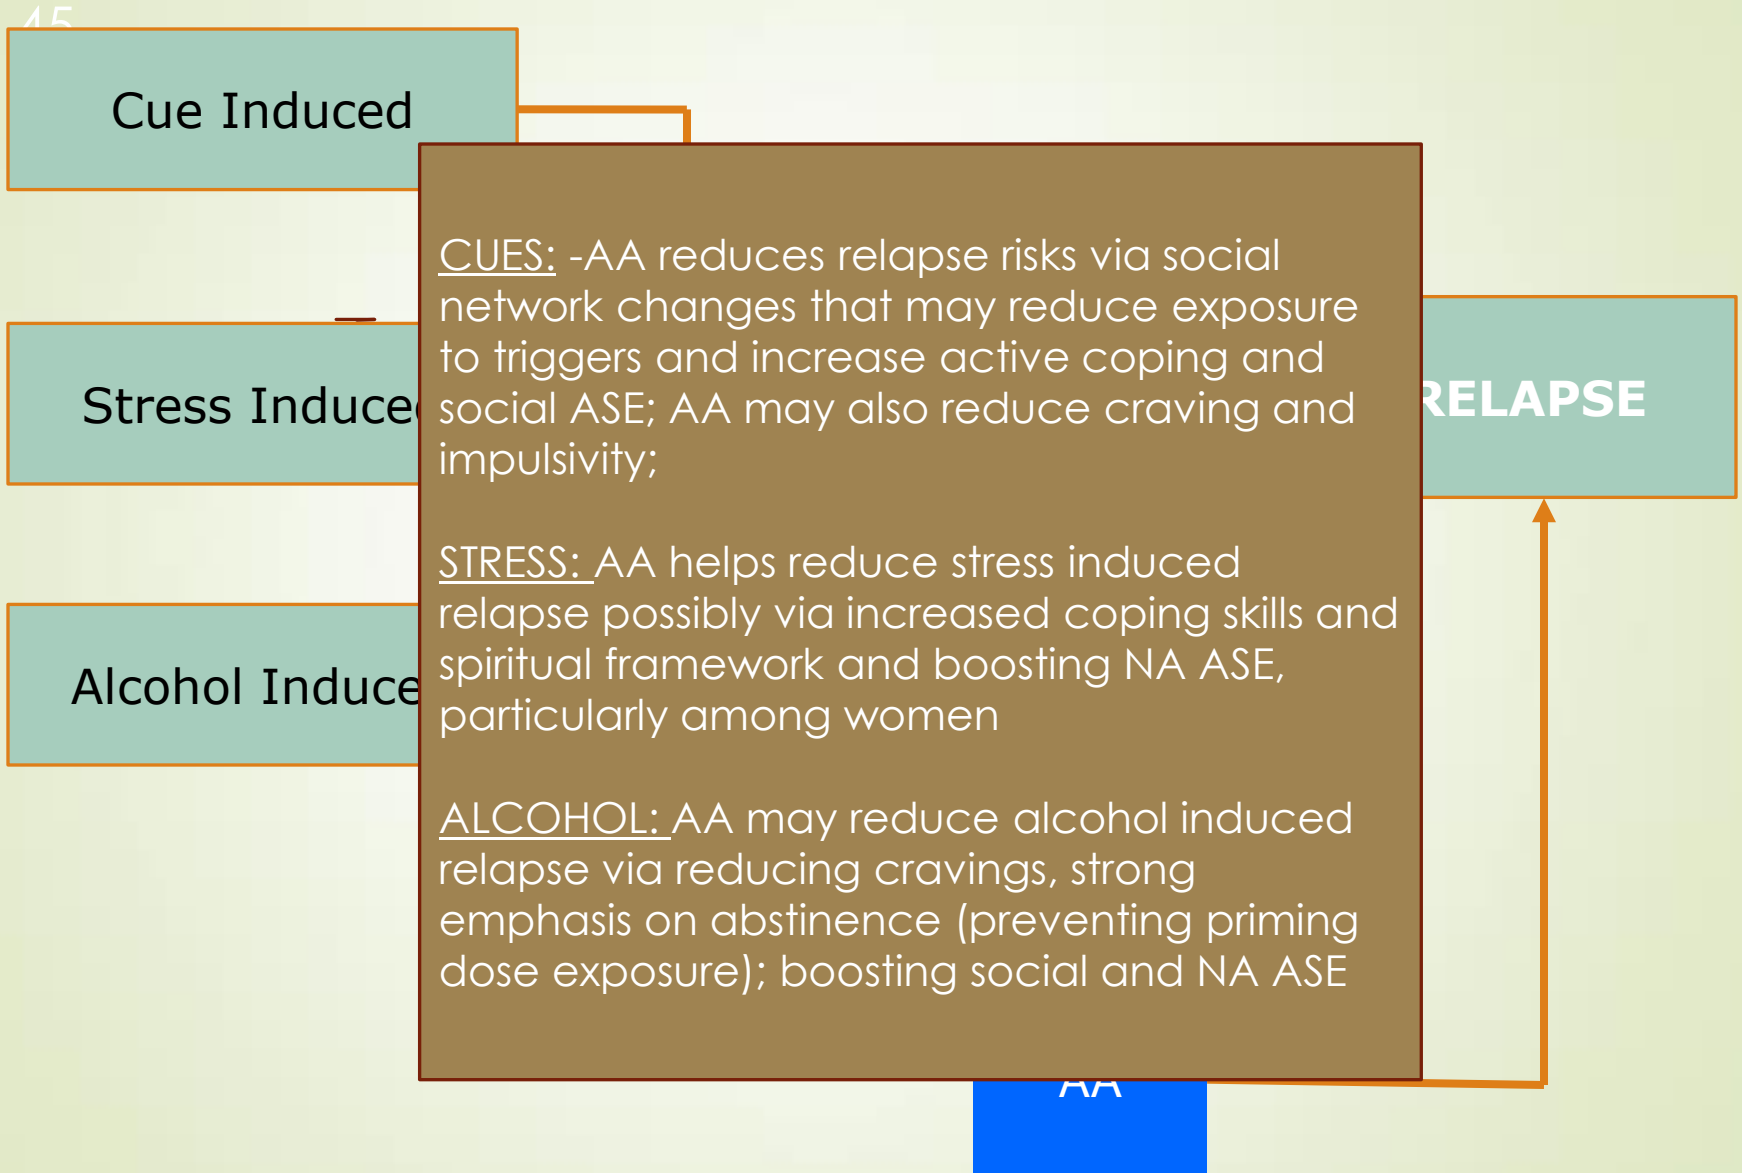 45
Cue Induced
CUES: -AA reduces relapse risks via social
network changes that may reduce exposure
to triggers and increase active coping and
social ASE; AA may also reduce craving and
impulsivity;
Stress Induced
RELAPSE
STRESS: AA helps reduce stress induced
relapse possibly via increased coping skills and
spiritual framework and boosting NA ASE,
particularly among women
Alcohol Induce
ALCOHOL: AA may reduce alcohol induced
relapse via reducing cravings, strong
emphasis on abstinence (preventing priming
dose exposure); boosting social and NA ASE
AA